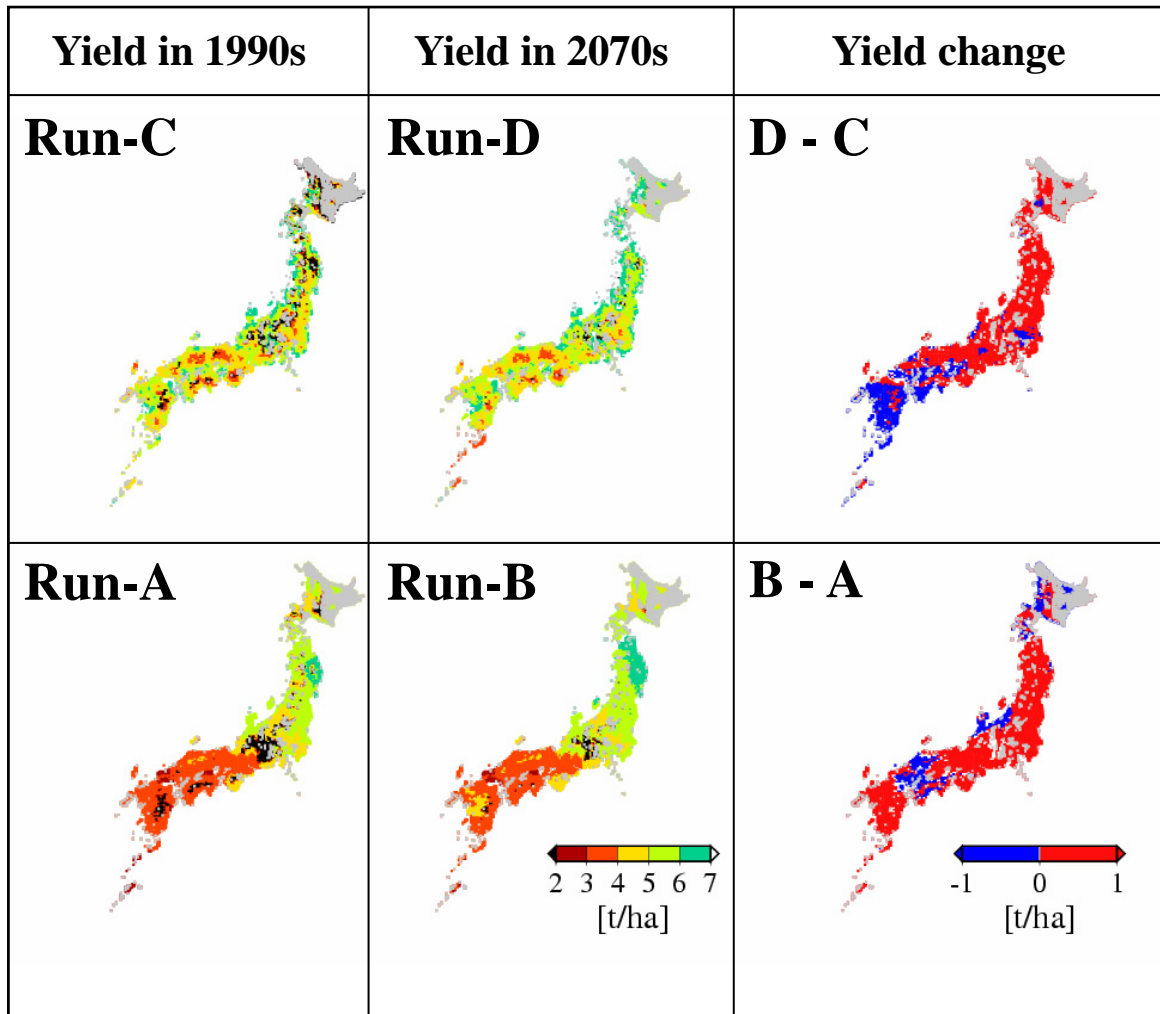 Yield in 1990s
Yield in 2070s
Yield change
Run-C
Run-D
D - C
Run-A
Run-B
B - A
2 3 4 5 6 7
[t/ha]
-1 0 1
[t/ha]